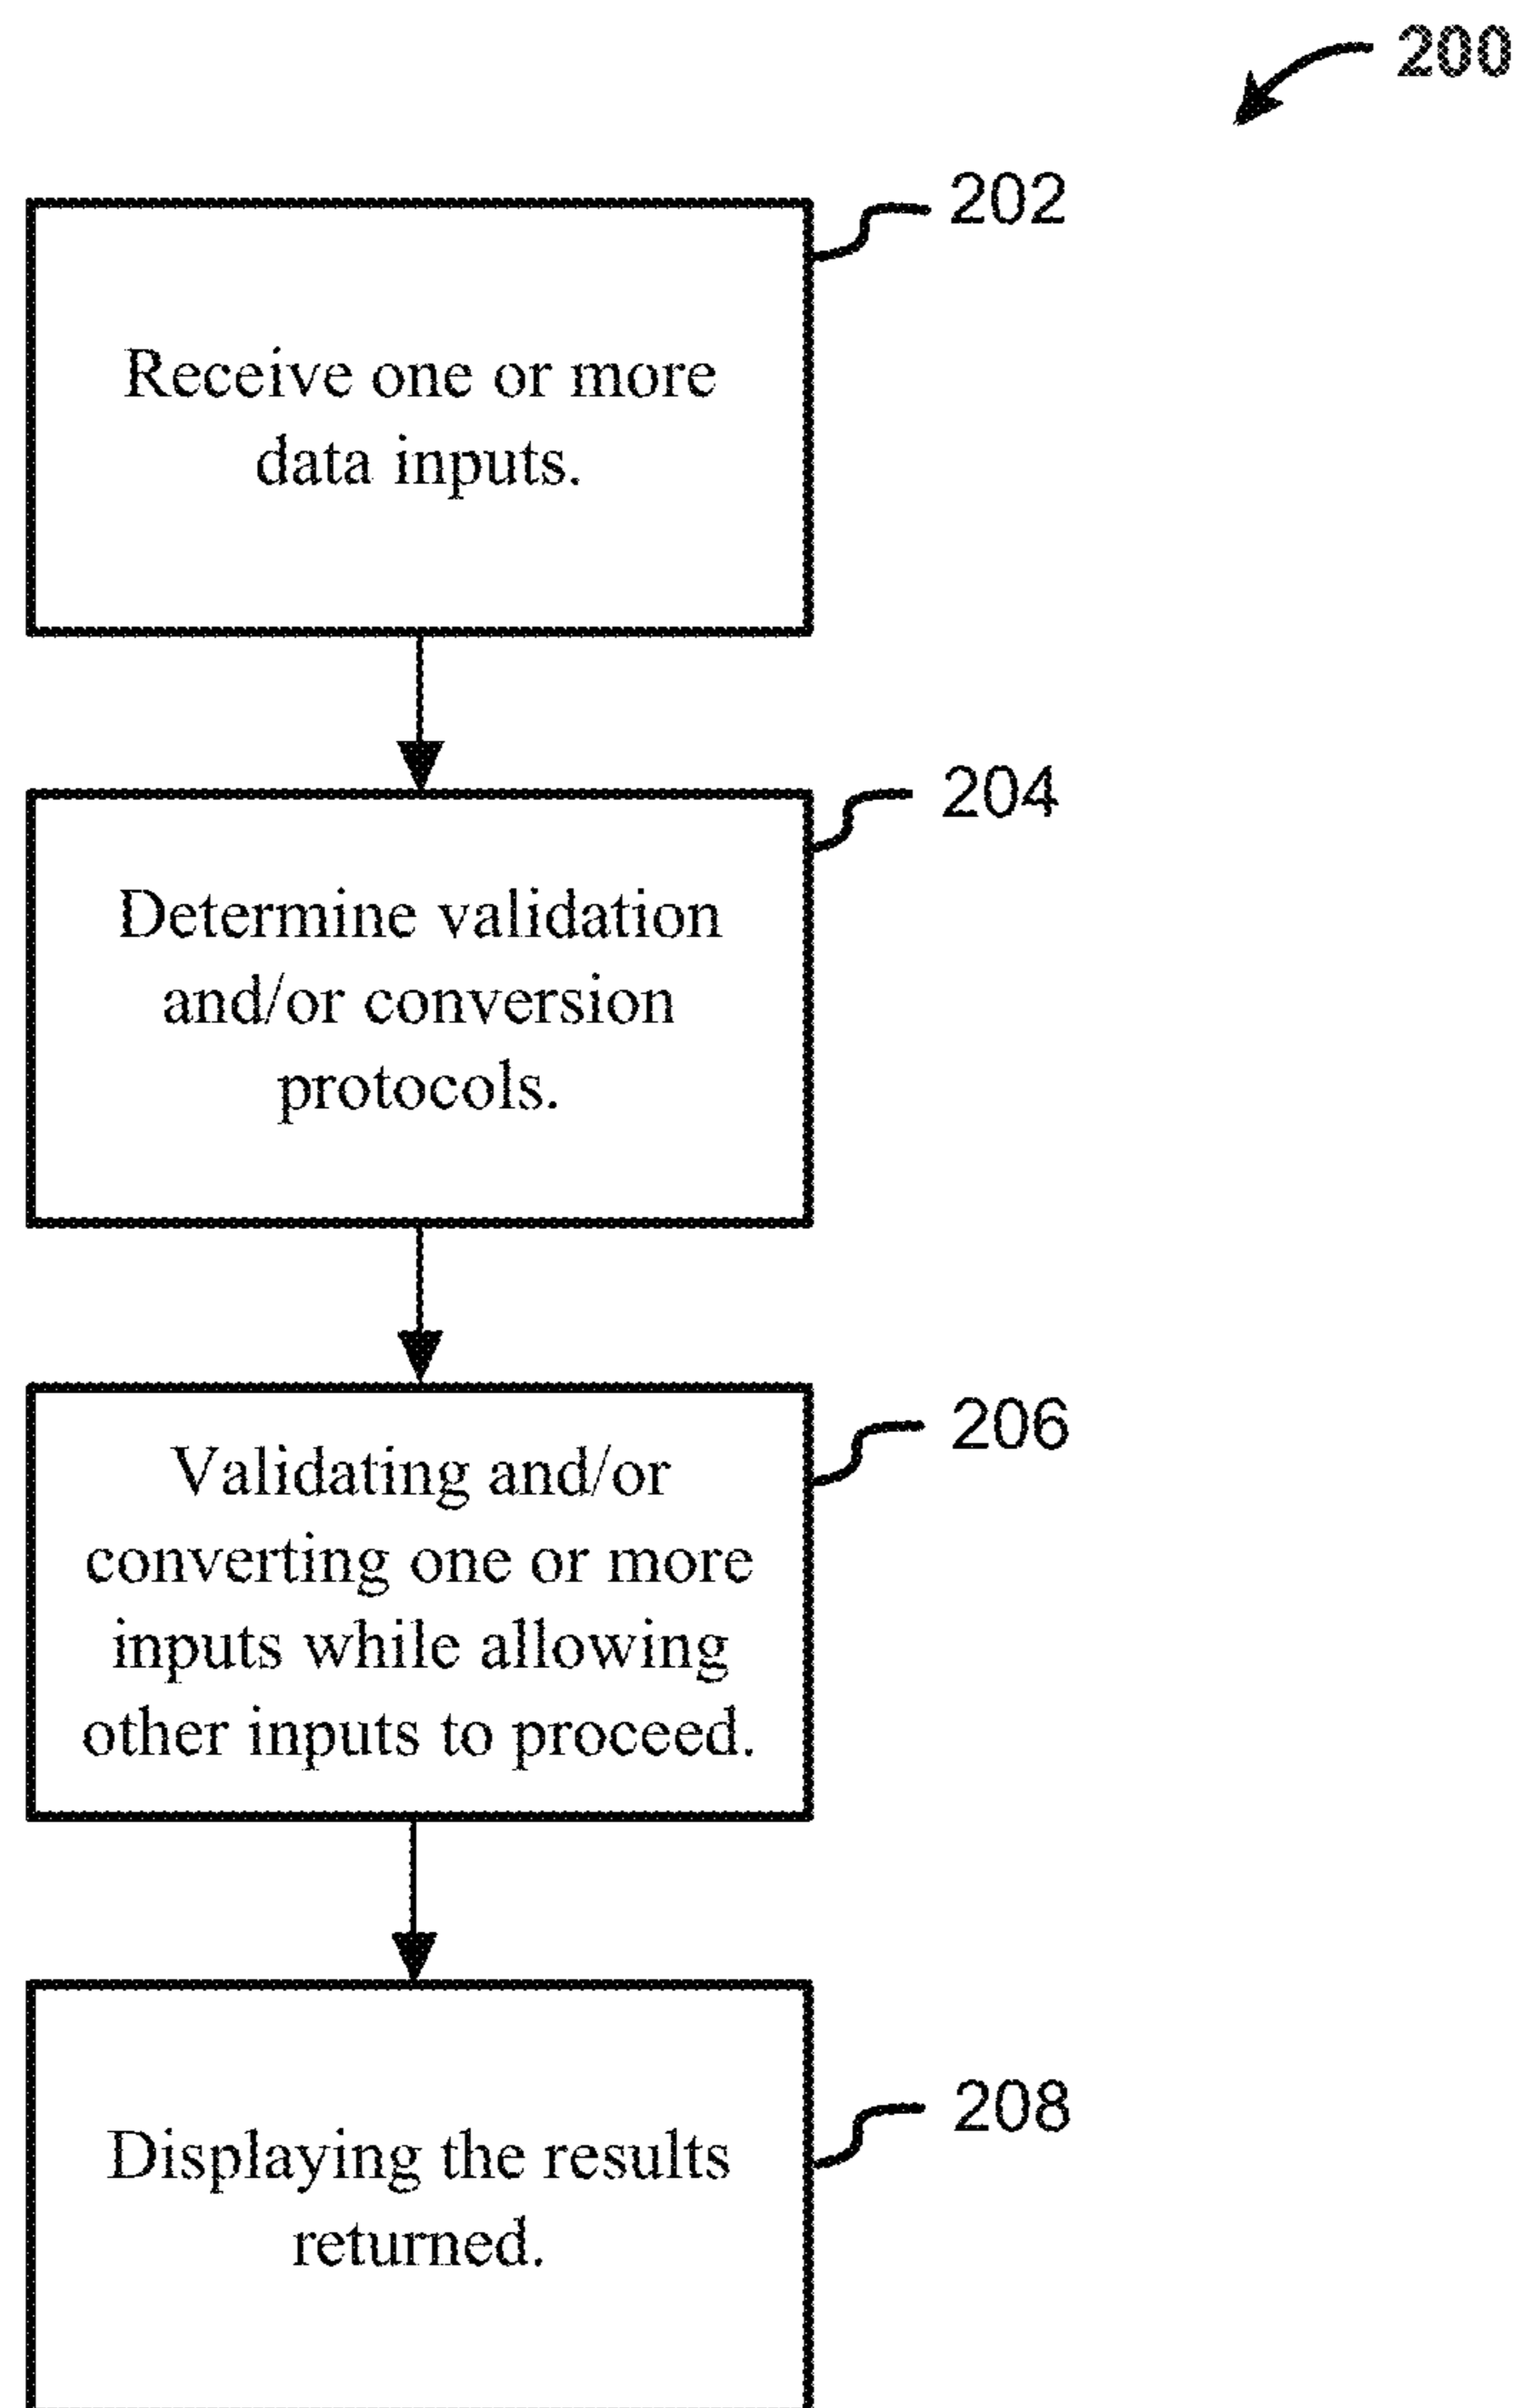 200
202
Receive one or more
data inputs.
204
Determine validation
and/or conversion
protocols.
206
Validating and/or
converting one or more
inputs while allowing
other inputs to proceed.
208
Displaying the results
returned.